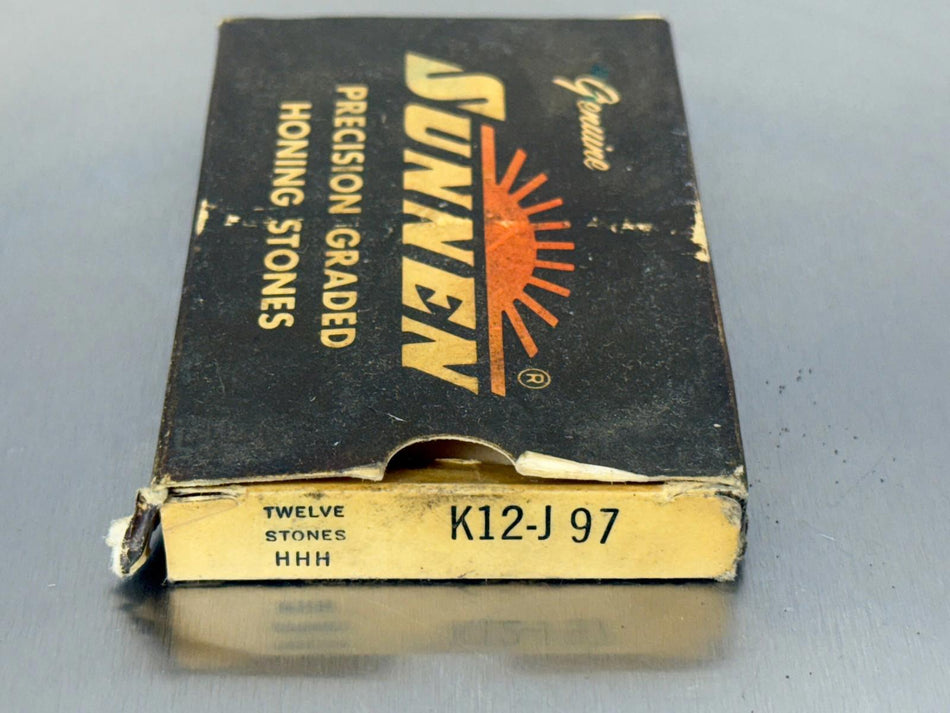 Genuine
SUNNEN ®
PRECISION GRADED
HONING STONES
TWELVE
STONES
HHH
K12-J 97